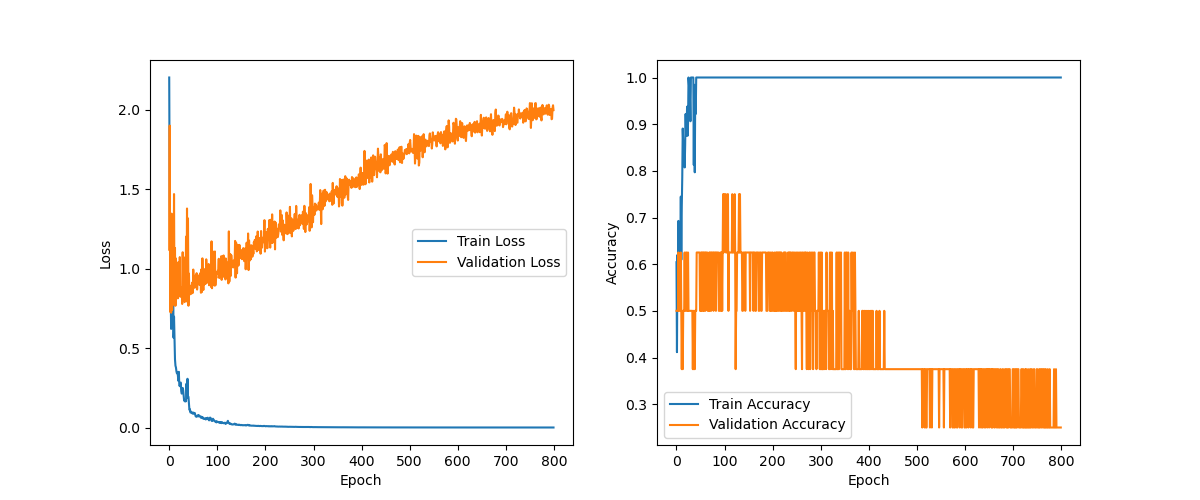 2.0
1.5
1.0
0.5
0.0
Loss
Train Loss
Validation Loss
0 100 200 300 400 500 600 700 800
Epoch
1.0
0.9
0.8
0.7
0.6
0.5
0.4
0.3
Accuracy
Train Accuracy
Validation Accuracy
0 100 200 300 400 500 600 700 800
Epoch